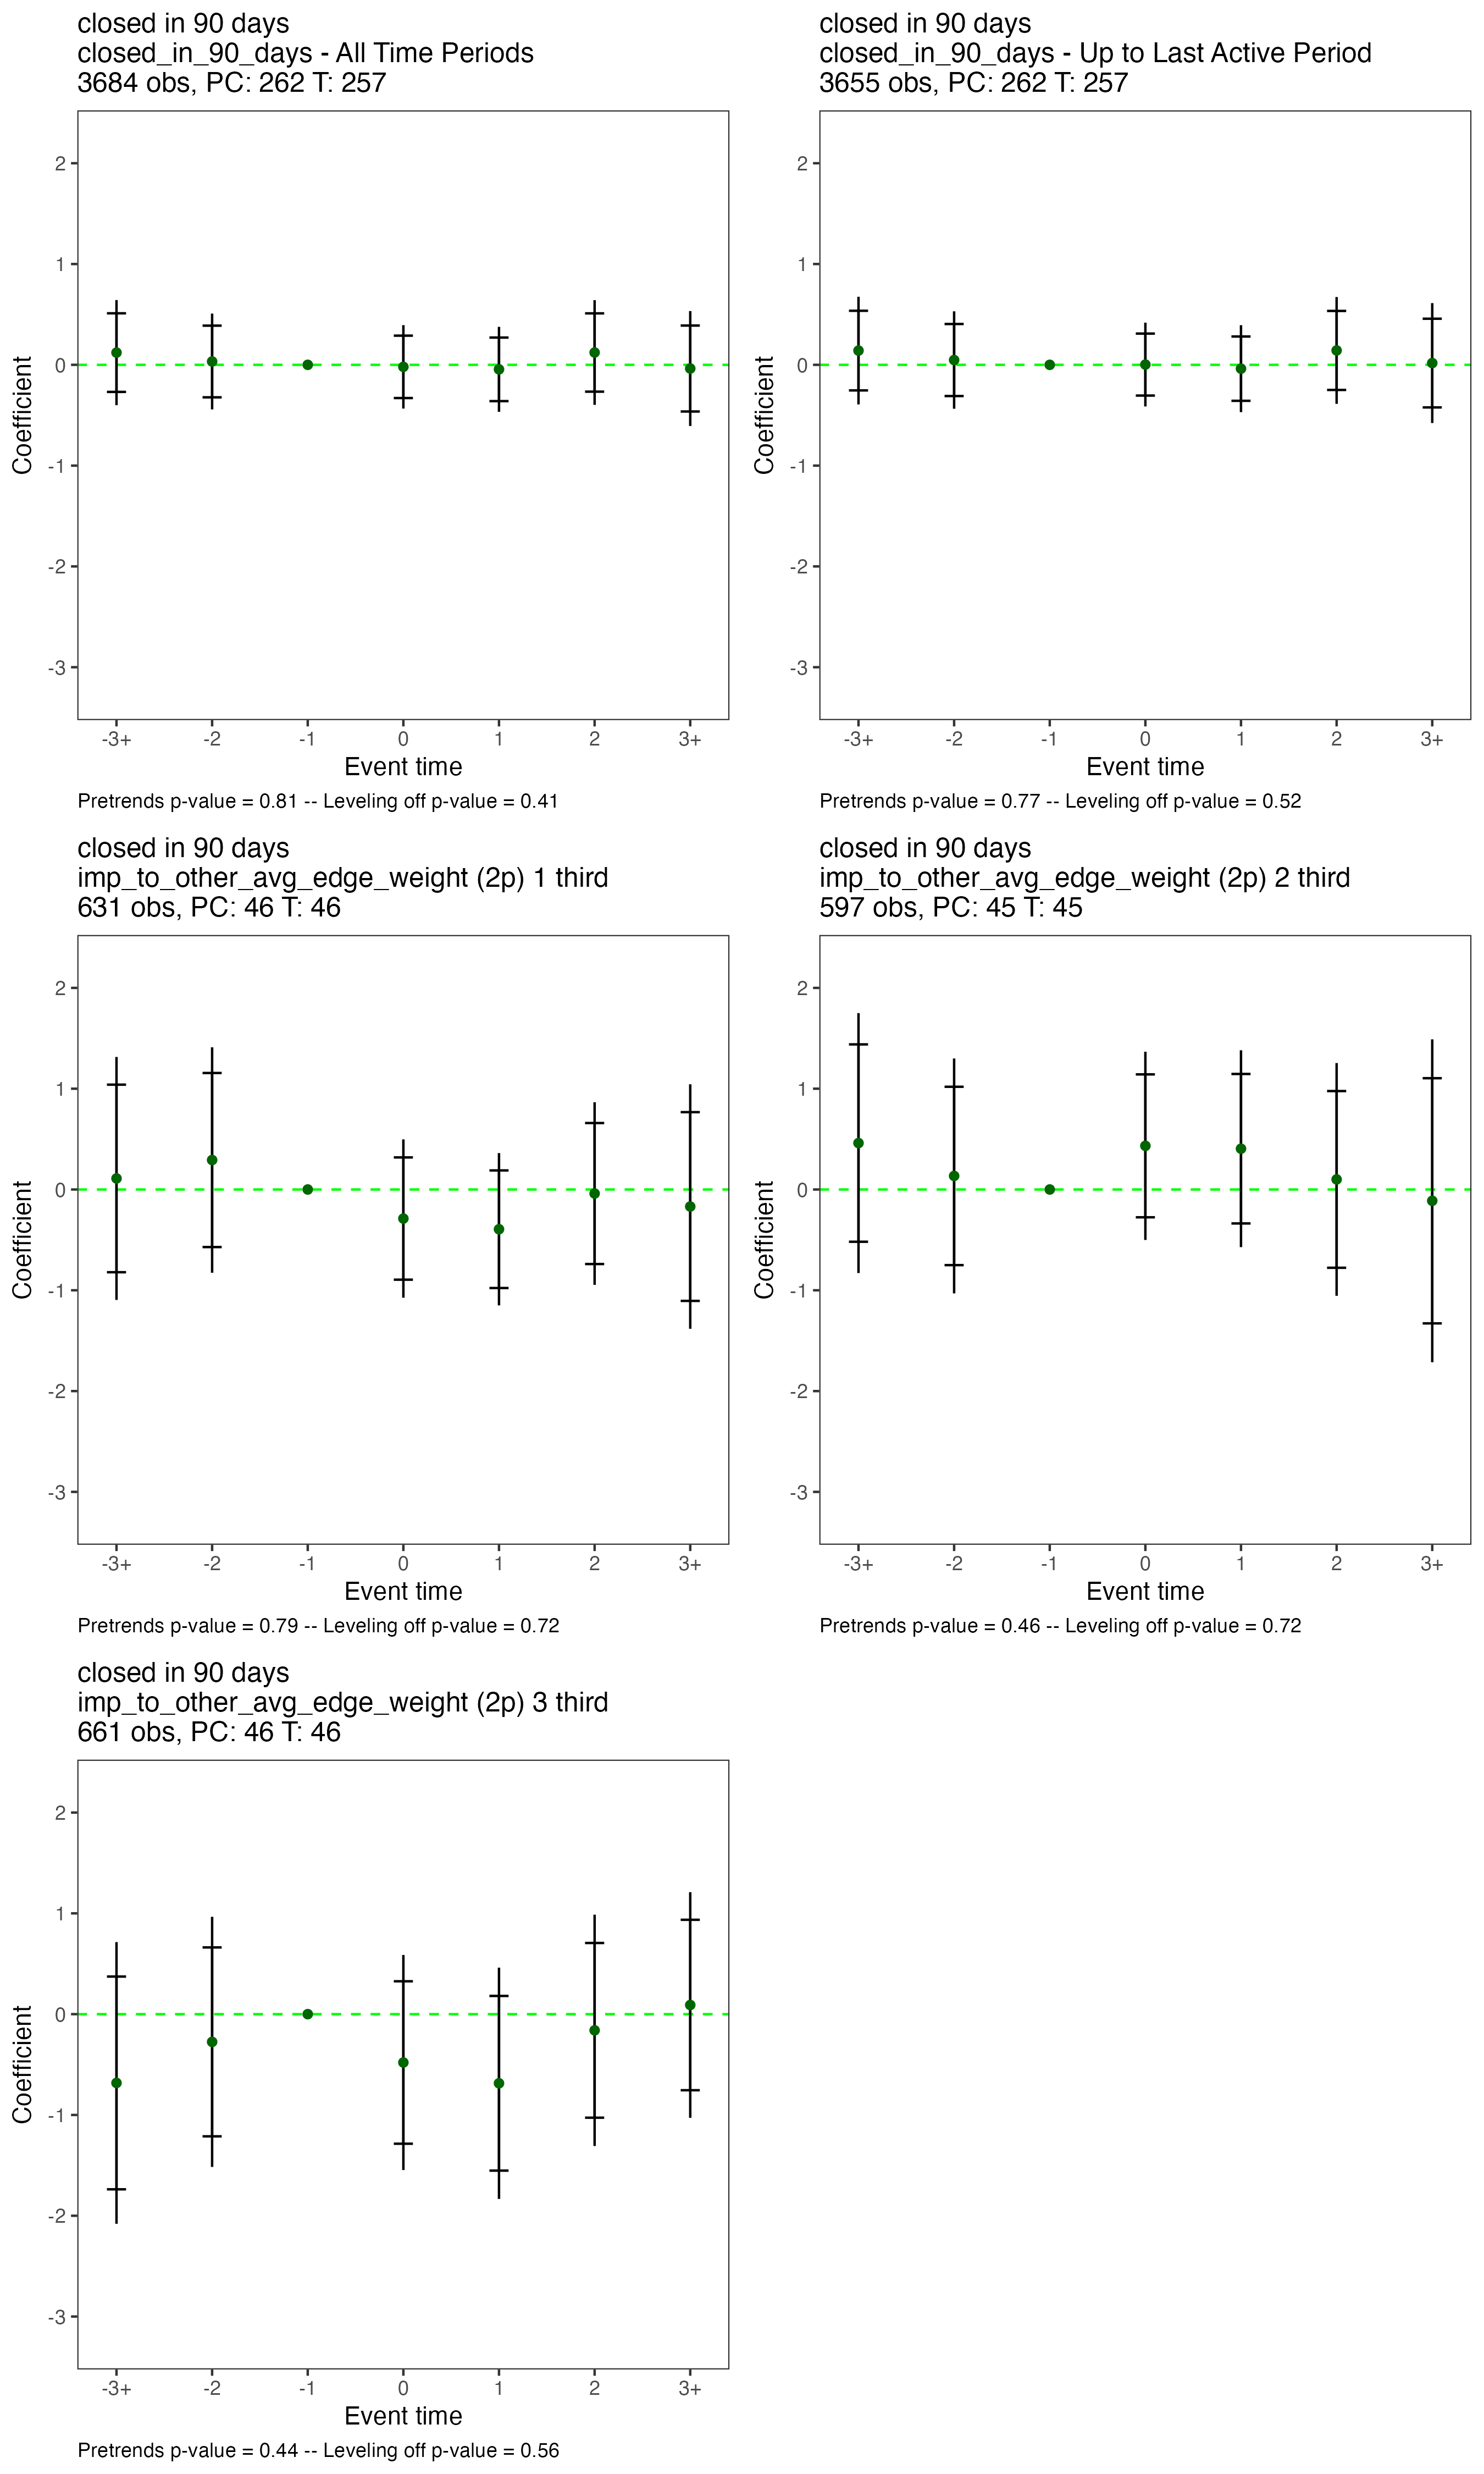 closed in 90 days
closed_in_90_days - All Time Periods
3684 obs, PC: 262 T: 257
2
1
0
-1
-2
-3
Coefficient
-3+ -2 -1 0 1 2 3+
Event time
Pretrends p-value = 0.81 -- Leveling off p-value = 0.41
closed in 90 days
closed_in_90_days - Up to Last Active Period
3655 obs, PC: 262 T: 257
2
1
0
-1
-2
-3
Coefficient
-3+ -2 -1 0 1 2 3+
Event time
Pretrends p-value = 0.77 -- Leveling off p-value = 0.52
closed in 90 days
imp_to_other_avg_edge_weight (2p) 1 third
631 obs, PC: 46 T: 46
2
1
0
-1
-2
-3
Coefficient
-3+ -2 -1 0 1 2 3+
Event time
Pretrends p-value = 0.79 -- Leveling off p-value = 0.72
closed in 90 days
imp_to_other_avg_edge_weight (2p) 2 third
597 obs, PC: 45 T: 45
2
1
0
-1
-2
-3
Coefficient
-3+ -2 -1 0 1 2 3+
Event time
Pretrends p-value = 0.46 -- Leveling off p-value = 0.72
closed in 90 days
imp_to_other_avg_edge_weight (2p) 3 third
661 obs, PC: 46 T: 46
2
1
0
-1
-2
-3
Coefficient
-3+ -2 -1 0 1 2 3+
Event time
Pretrends p-value = 0.44 -- Leveling off p-value = 0.56